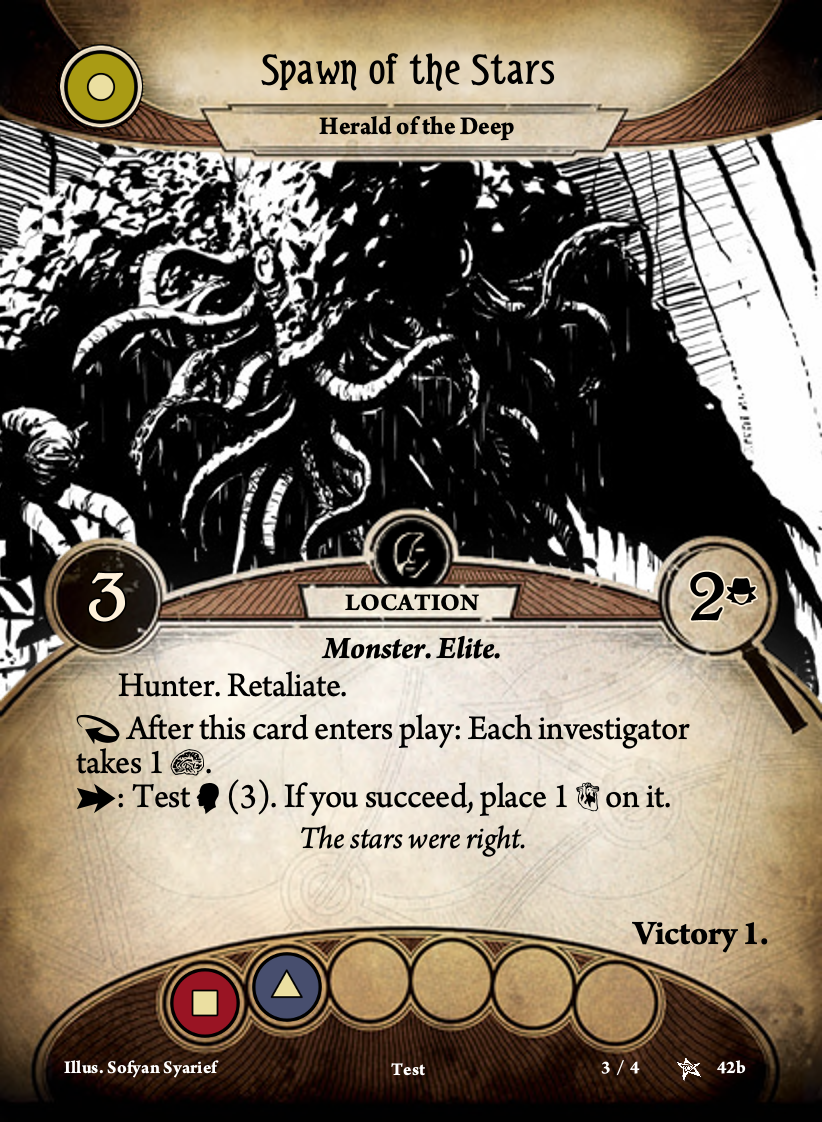 Spawn of the Stars
Herald of the Deep
3
2
LOCATION
Monster. Elite.
Hunter. Retaliate.
After this card enters play: Each investigator
takes 1 .
: Test (3). If you succeed, place 1 on it.
The stars were right.
Victory 1.
Illus. Sofyan Syarief
Test
3 / 4
42b